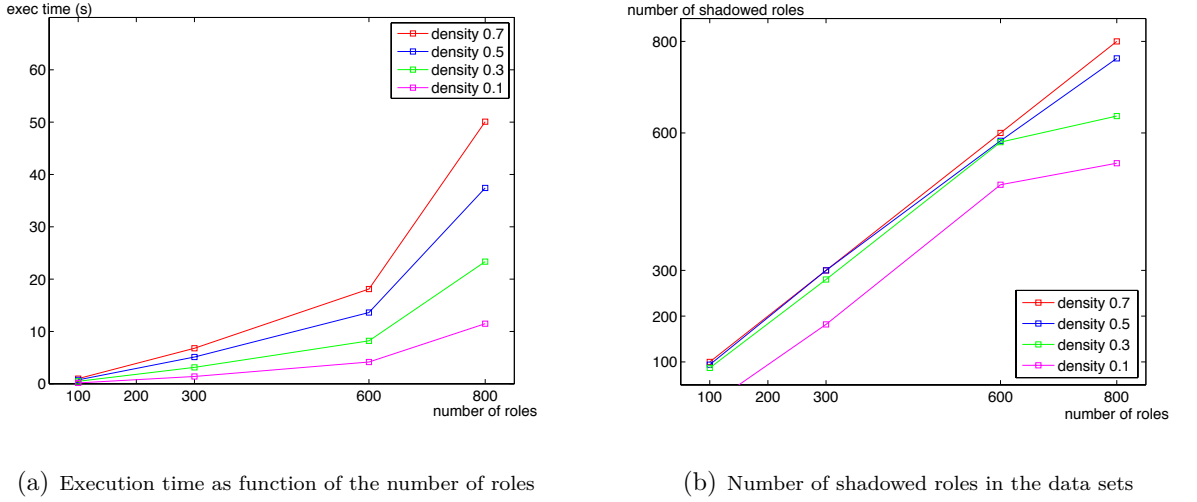 exec time (s)
density 0.7
density 0.5
density 0.3
density 0.1
60
50
40
30
20
10
0
100 200 300 600 800
number of roles
(a) Execution time as function of the number of roles
number of shadowed roles
800
600
300
200
100
density 0.7
density 0.5
density 0.3
density 0.1
100 200 300 600 800
number of roles
(b) Number of shadowed roles in the data sets